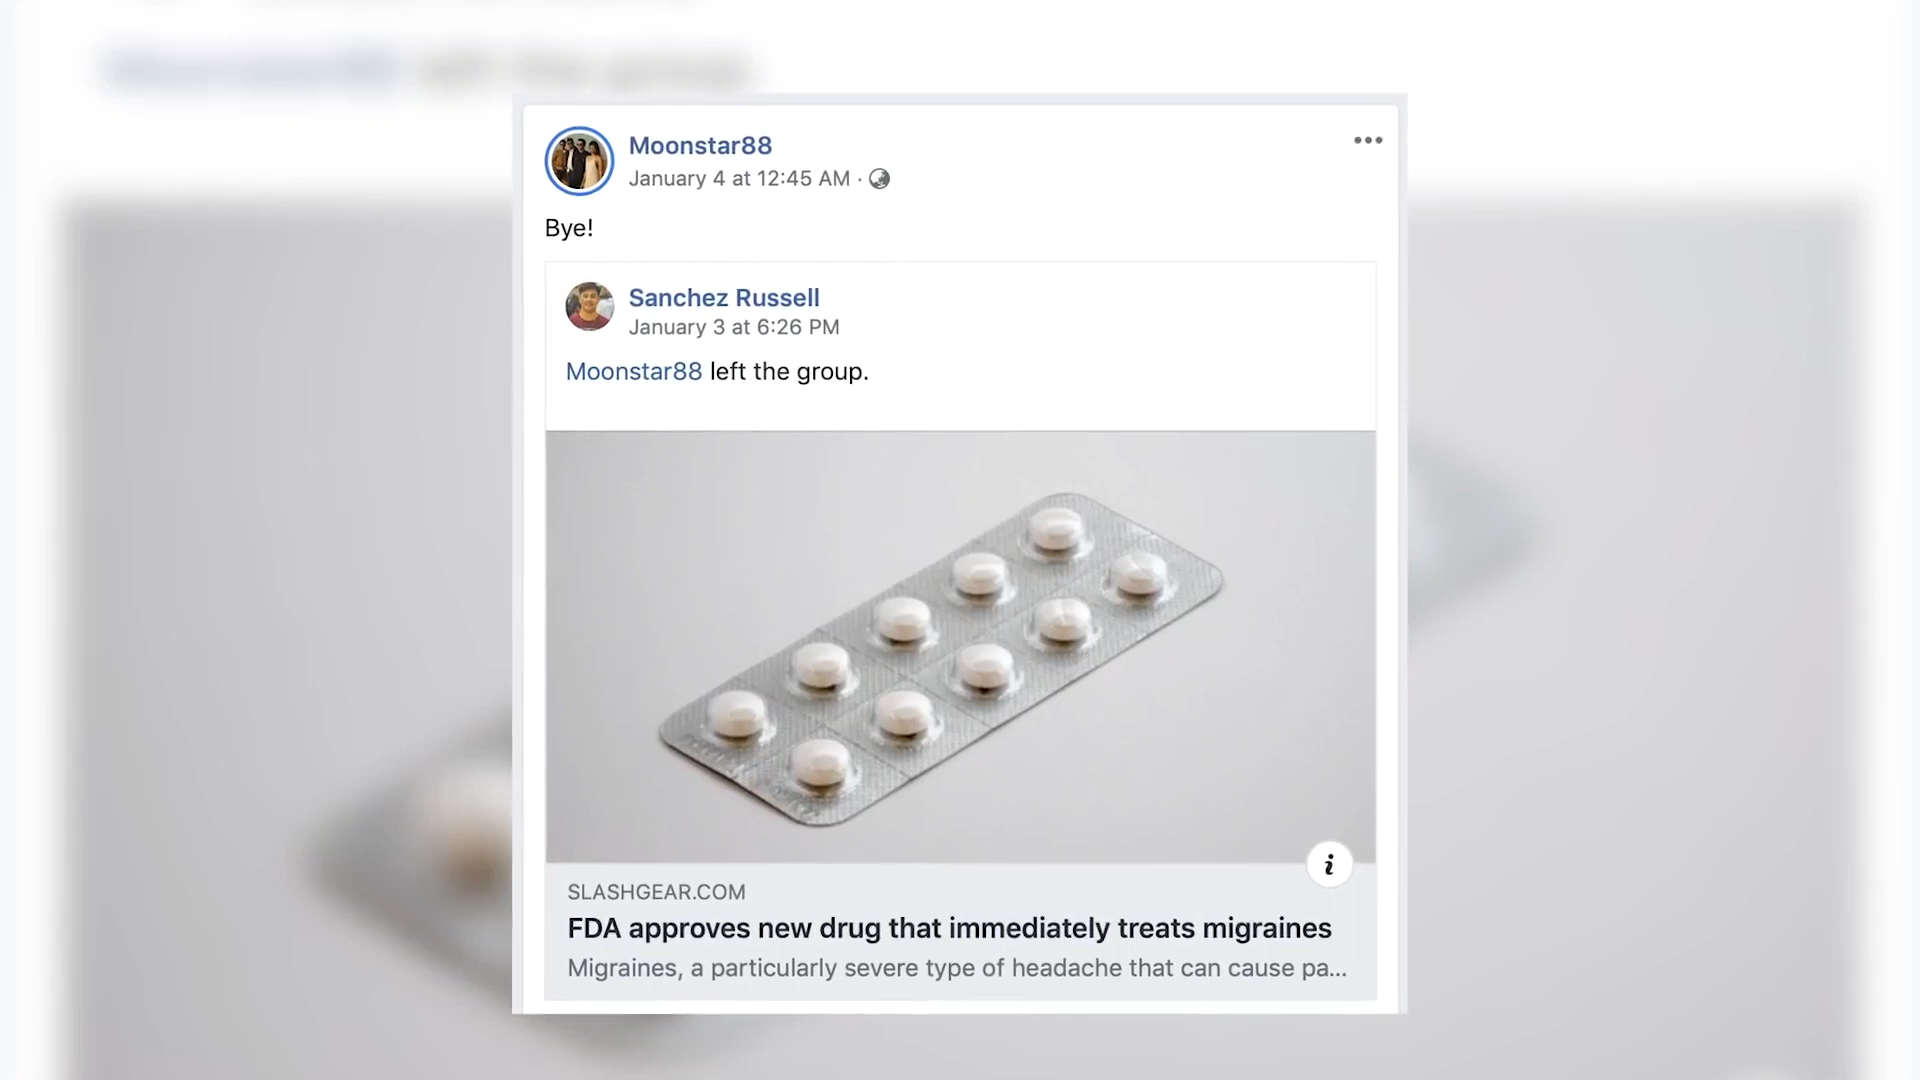 Moonstar88
January 4 at 12:45 AM ·
Bye!
Sanchez Russell
January 3 at 6:26 PM
Moonstar88 left the group.
SLASHGEAR.COM
FDA approves new drug that immediately treats migraines
Migraines, a particularly severe type of headache that can cause pa...